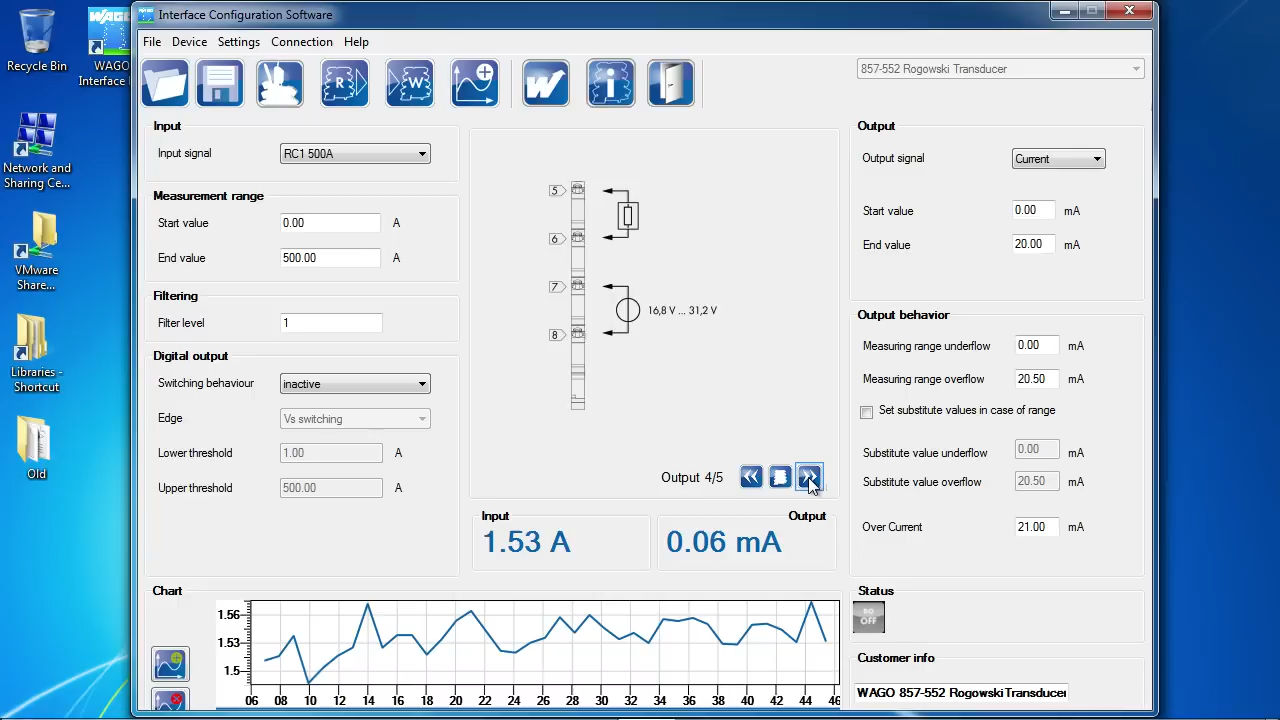 Recycle Bin
WAGO
Interface I
Network and
Sharing Ce...
VMware
Share...
Libraries -
Shortcut
Old
WAGO
Interface Configuration Software
File Device Settings Connection Help
R
W
857-552 Rogowski Transducer
Input
Input signal RC1 500A
Measurement range
Start value 0.00 A
End value 500.00 A
Filtering
Filter level 1
Digital output
Switching behaviour inactive
Edge Vs switching
Lower threshold 1.00 A
Upper threshold 500.00 A
5
6
7
8
16,8 V ... 31,2 V
Output 4/5
Input
1.53 A
Output
0.06 mA
Output
Output signal Current
Start value 0.00 mA
End value 20.00 mA
Output behavior
Measuring range underflow 0.00 mA
Measuring range overflow 20.50 mA
Set substitute values in case of range
Substitute value underflow 0.00 mA
Substitute value overflow 20.50 mA
Over Current 21.00 mA
Chart
1.56
1.53
1.5
06 08 10 12 14 16 18 20 22 24 26 28 30 32 34 36 38 40 42 44 46
Status
OFF
Customer info
WAGO 857-552 RogowskiTransducer